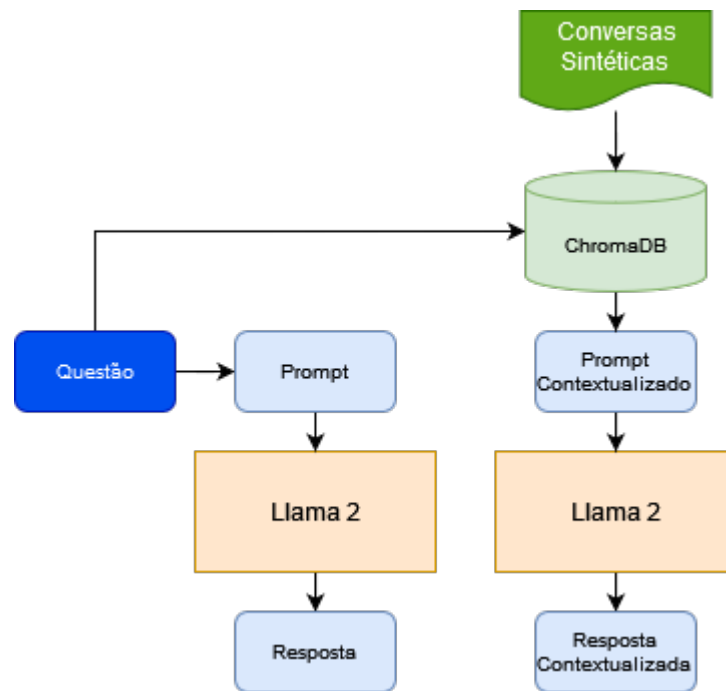 Conversas
Sintéticas
ChromaDB
Questão
Prompt
Prompt
Contextualizado
Llama 2
Llama 2
Resposta
Resposta
Contextualizada